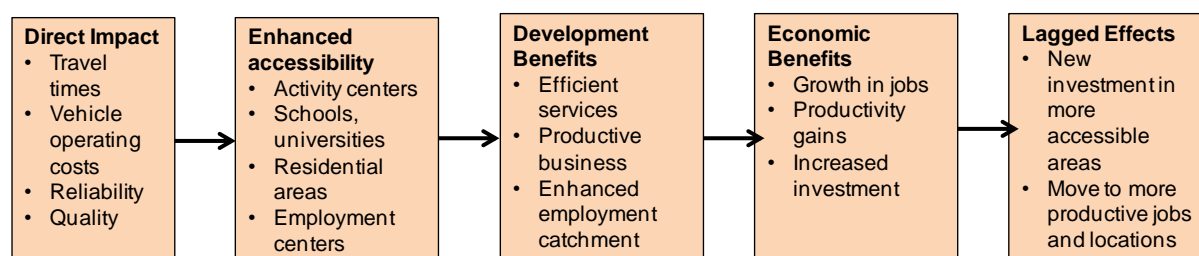 Direct Impact
• Travel
times
• Vehicle
operating
costs
• Reliability
• Quality
Enhanced
accessibility
• Activity centers
• Schools,
universities
• Residential
areas
• Employment
centers
Development
Benefits
• Efficient
services
• Productive
business
• Enhanced
employment
catchment
Economic
Benefits
• Growth in jobs
• Productivity
gains
• Increased
investment
Lagged Effects
• New
investment in
more
accessible
areas
• Move to more
productive jobs
and locations